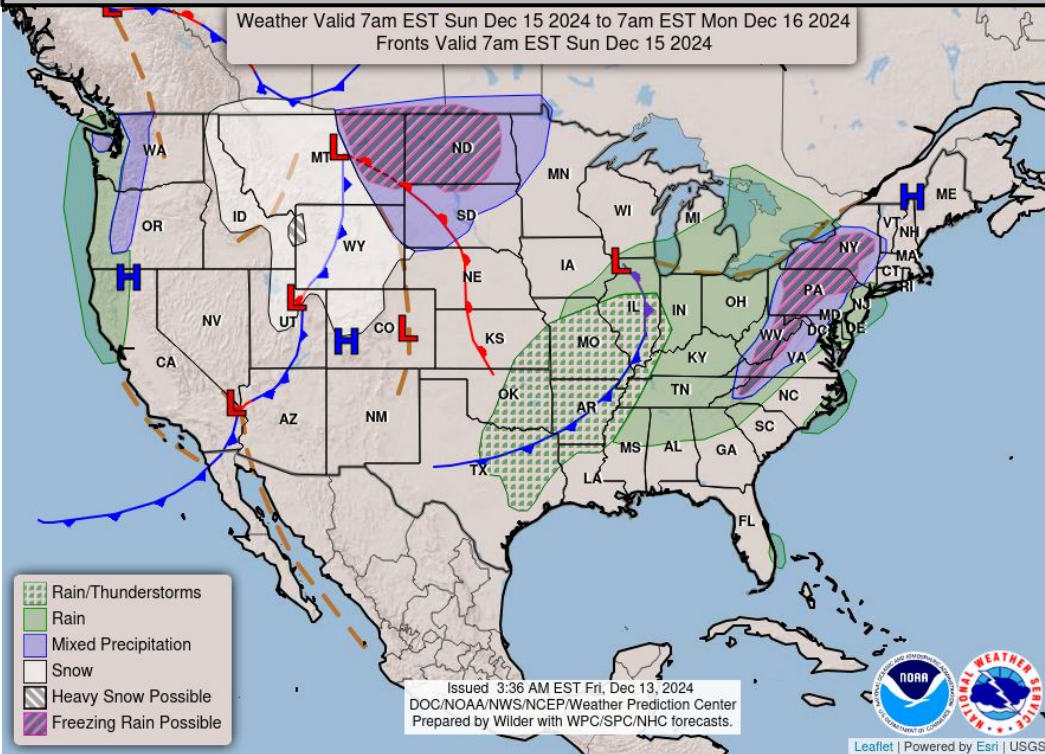 Weather Valid 7am EST Sun Dec 15 2024 to 7am EST Mon Dec 16 2024
Fronts Valid 7am EST Sun Dec 15 2024
L
WA
MT
L
ND
MN
H
ME
VT
NH
OR
ID
SD
WI
MI
NY
MA
CT
RI
WY
L
H
NE
IA
PA
NJ
L
IL
IN
OH
MD
DE
DC
NV
UT
H
CO
L
KS
MO
WV
VA
CA
KY
L
AZ
NM
OK
AR
TN
NC
SC
TX
LA
MS
AL
GA
FL
Rain/Thunderstorms
Rain
Mixed Precipitation
Snow
Heavy Snow Possible
Freezing Rain Possible
Issued 3:36 AM EST Fri, Dec 13, 2024
DOC/NOAA/NWS/NCEP/Weather Prediction Center
Prepared by Wilder with WPC/SPC/NHC forecasts.
NOAA
NATIONAL WEATHER SERVICE
Leaflet | Powered by Esri | USGS